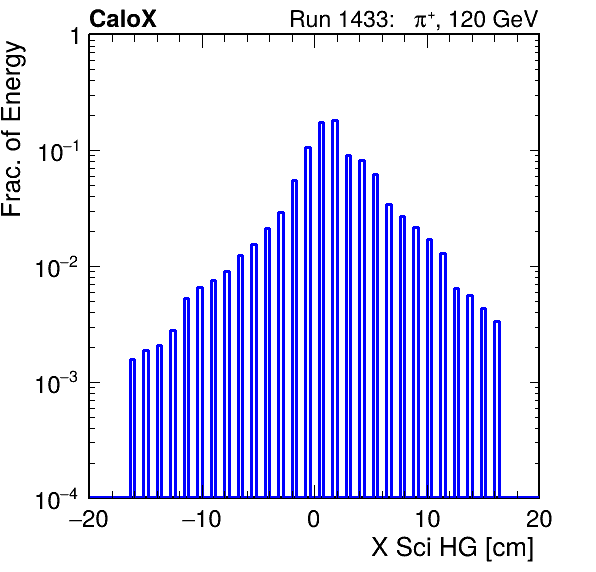 CaloX Run 1433: π⁺, 120 GeV
Frac. of Energy
1
10⁻¹
10⁻²
10⁻³
10⁻⁴
−20 −10 0 10 20
X Sci HG [cm]